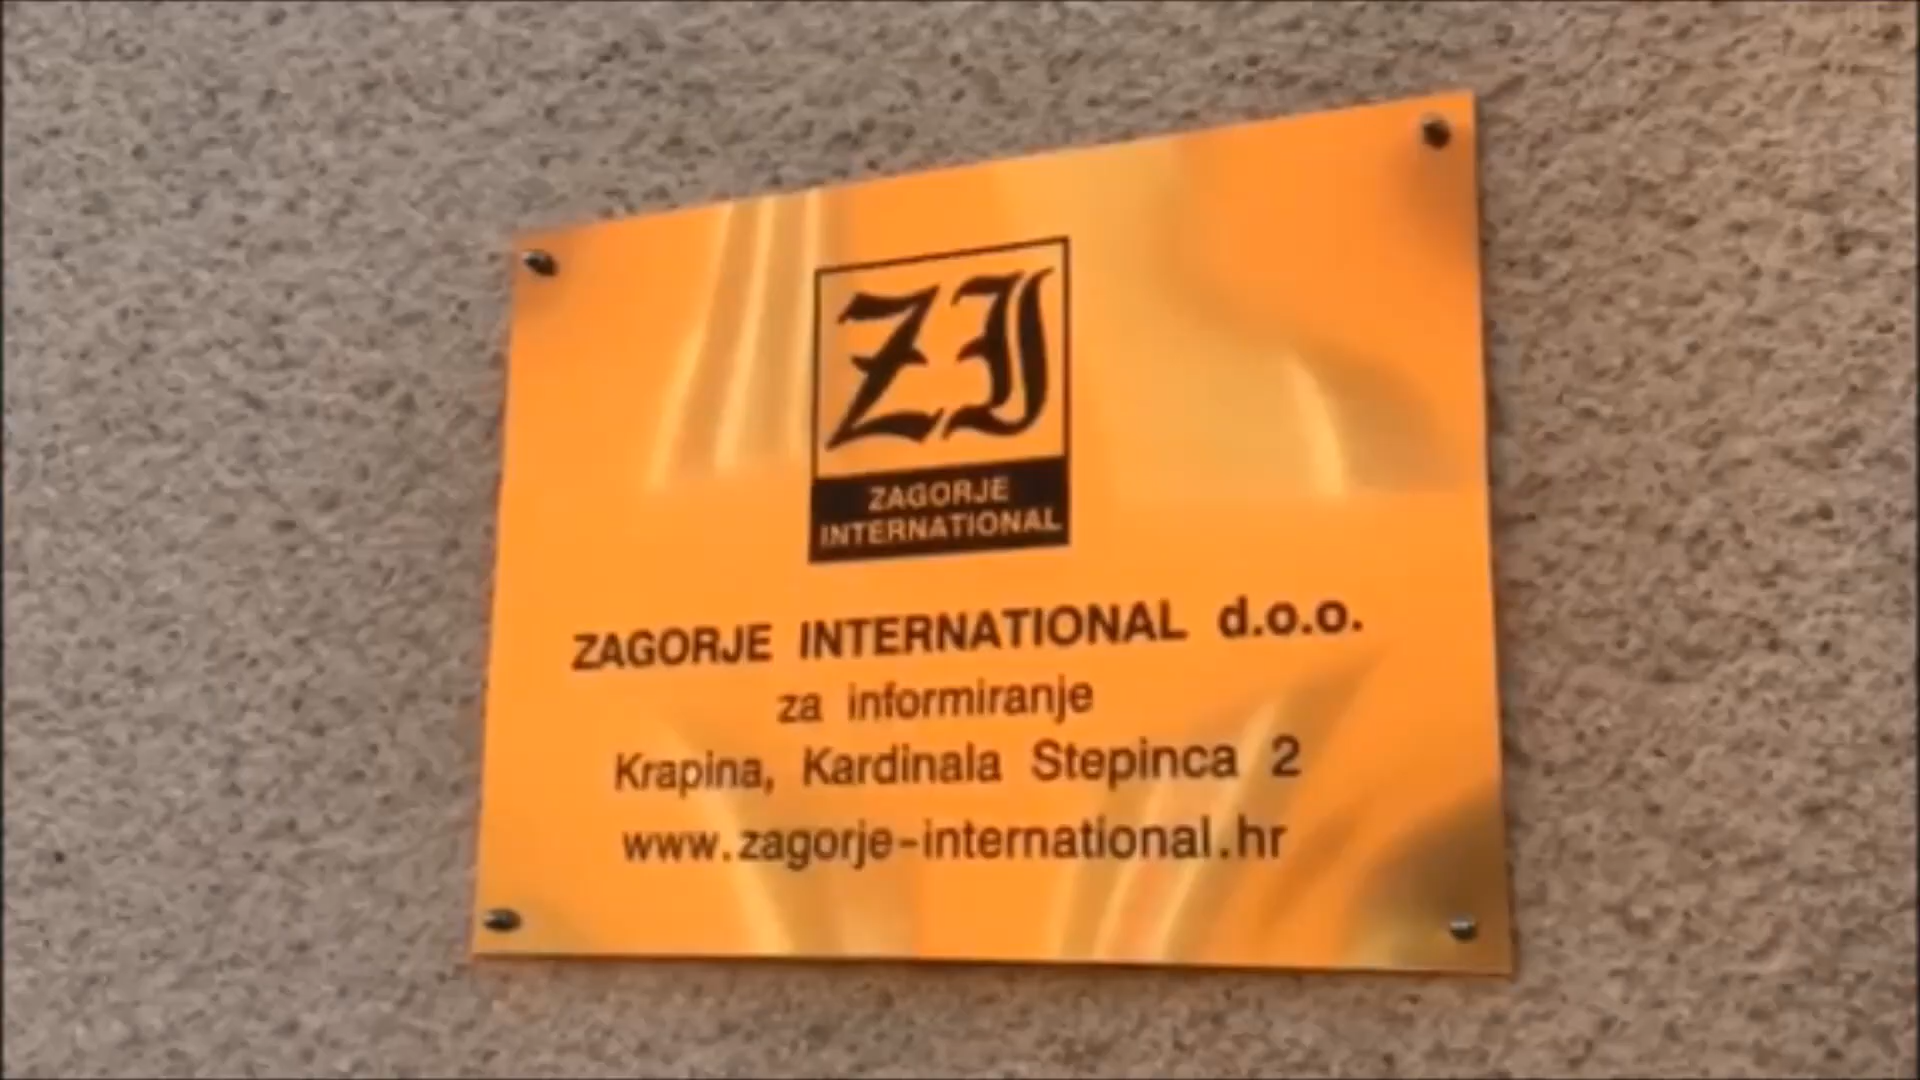 ZI
ZAGORJE
INTERNATIONAL
ZAGORJE INTERNATIONAL d.o.o.
za informiranje
Krapina, Kardinala Stepinca 2
www.zagorje-international.hr